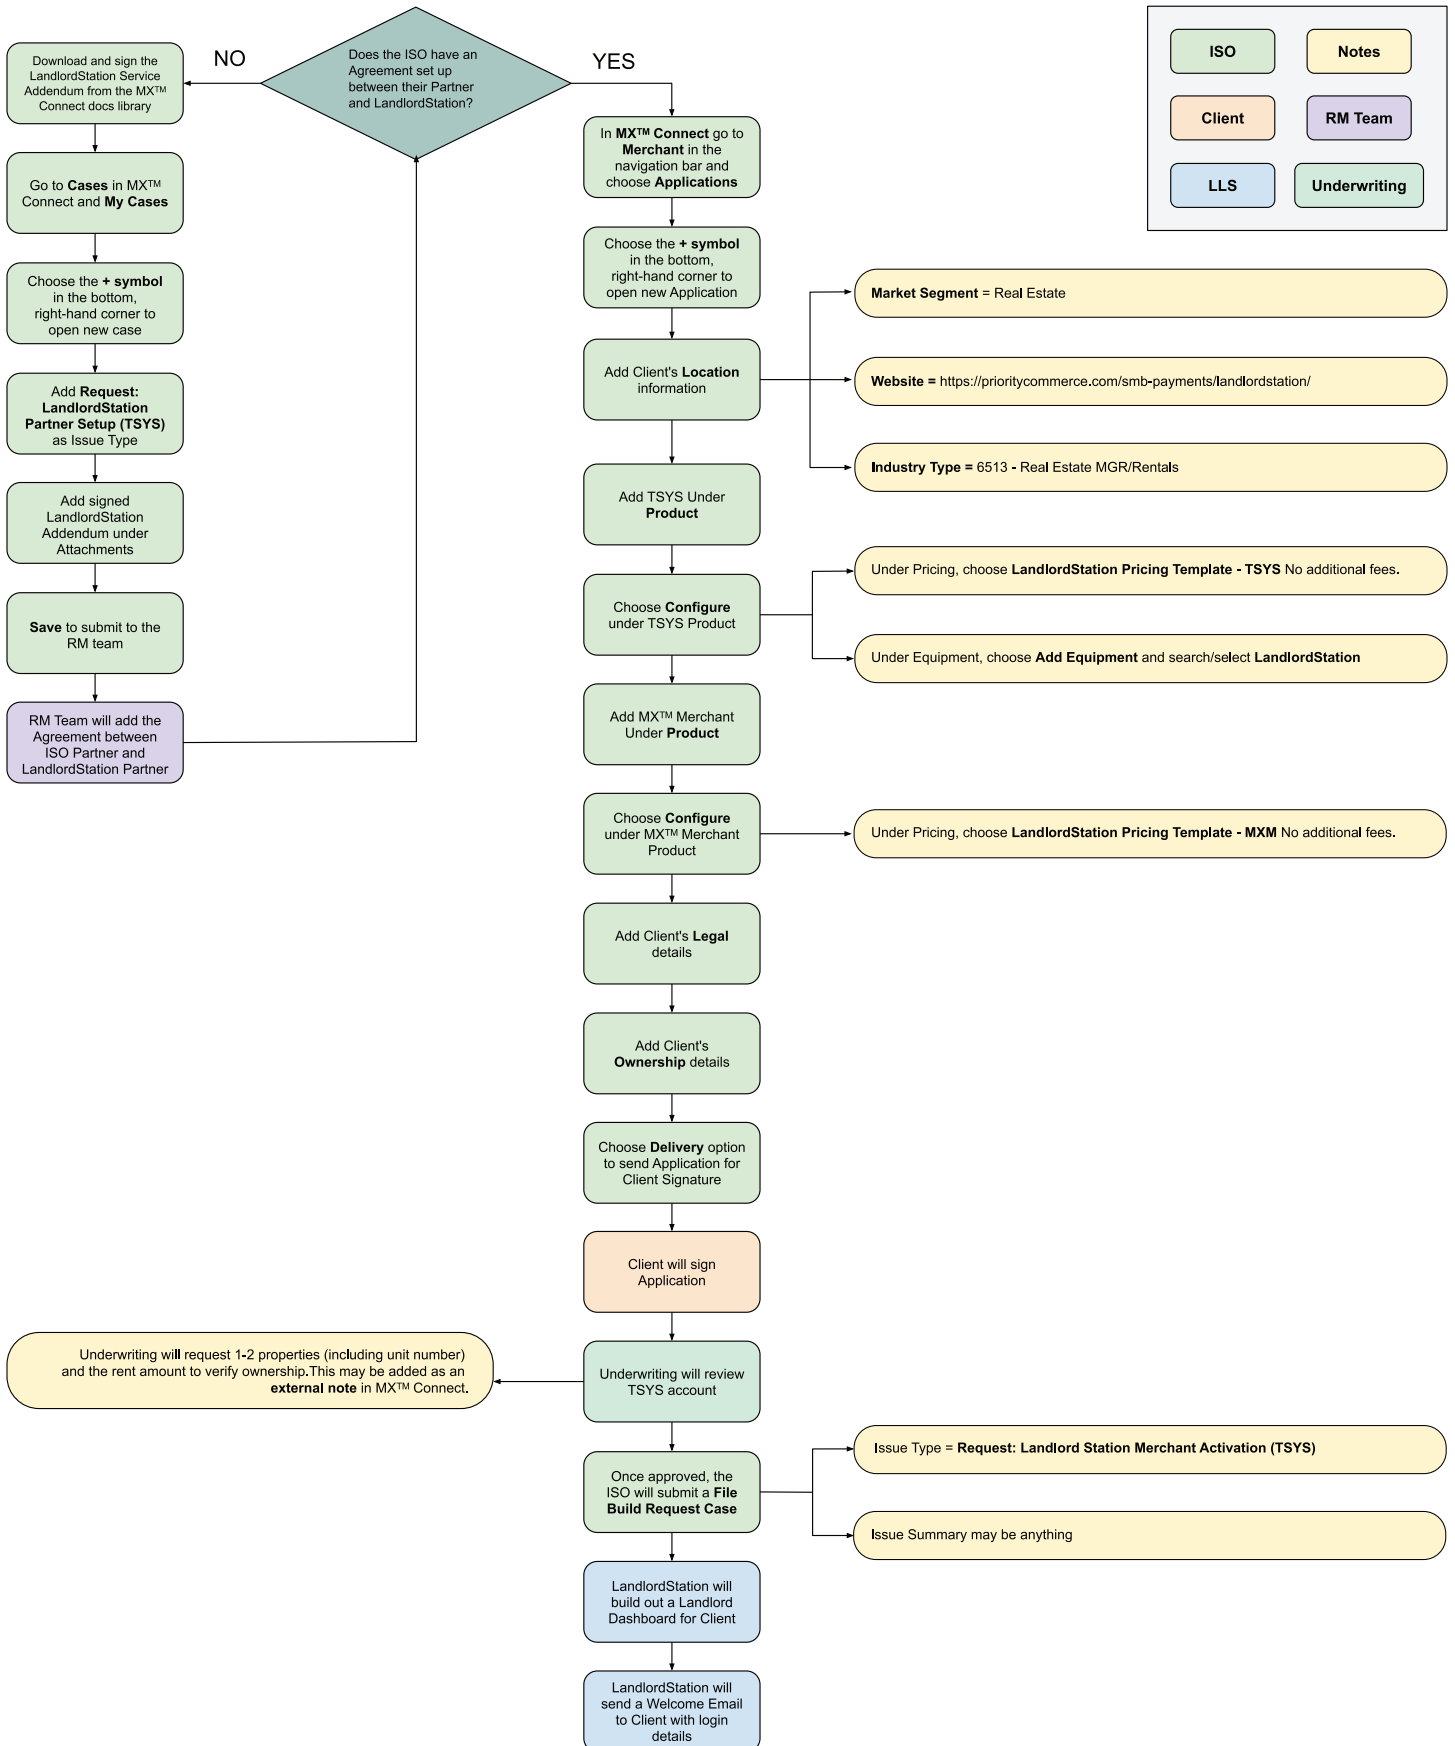 Does the ISO have an
Agreement set up
between their Partner
and LandlordStation?
NO
YES
Download and sign the
LandlordStation Service
Addendum from the MX™
Connect docs library
Go to Cases in MX™
Connect and My Cases
Choose the + symbol
in the bottom,
right-hand corner to
open new case
Add Request:
LandlordStation
Partner Setup (TSYS)
as Issue Type
Add signed
LandlordStation
Addendum under
Attachments
Save to submit to the
RM team
RM Team will add the
Agreement between
ISO Partner and
LandlordStation Partner
In MX™ Connect go to
Merchant in the
navigation bar and
choose Applications
Choose the + symbol
in the bottom,
right-hand corner to
open new Application
Add Client's Location
information
Market Segment = Real Estate
Website = https://prioritycommerce.com/smb-payments/landlordstation/
Industry Type = 6513 - Real Estate MGR/Rentals
Add TSYS Under
Product
Choose Configure
under TSYS Product
Under Pricing, choose LandlordStation Pricing Template - TSYS No additional fees.
Under Equipment, choose Add Equipment and search/select LandlordStation
Add MX™ Merchant
Under Product
Choose Configure
under MX™ Merchant
Product
Under Pricing, choose LandlordStation Pricing Template - MXM No additional fees.
Add Client's Legal
details
Add Client's
Ownership details
Choose Delivery option
to send Application for
Client Signature
Client will sign
Application
Underwriting will review
TSYS account
Underwriting will request 1-2 properties (including unit number)
and the rent amount to verify ownership.This may be added as an
external note in MX™ Connect.
Once approved, the
ISO will submit a File
Build Request Case
Issue Type = Request: Landlord Station Merchant Activation (TSYS)
Issue Summary may be anything
LandlordStation will
build out a Landlord
Dashboard for Client
LandlordStation will
send a Welcome Email
to Client with login
details
ISO
Notes
Client
RM Team
LLS
Underwriting